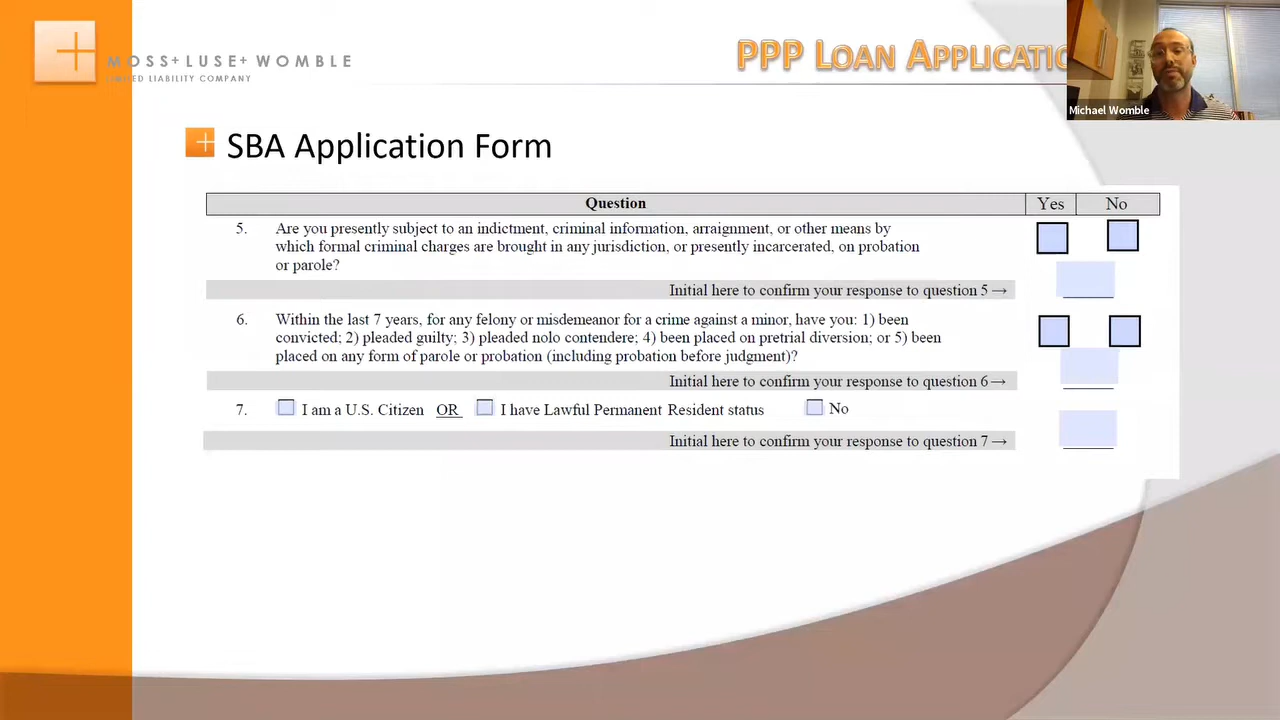 MOSS+LUSE+ WOMBLE
LIMITED LIABILITY COMPANY
PPP LOAN
Michael Womble
SBA Application Form
Question Yes No
5. Are you presently subject to an indictment, criminal information, arraignment, or other means by
which formal criminal charges are brought in any jurisdiction, or presently incarcerated, on probation
or parole?
Initial here to confirm your response to question 5 →
6. Within the last 7 years, for any felony or misdemeanor for a crime against a minor, have you: 1) been
convicted; 2) pleaded guilty; 3) pleaded nolo contendere; 4) been placed on pretrial diversion; or 5) been
placed on any form of parole or probation (including probation before judgment)?
Initial here to confirm your response to question 6 →
7. I am a U.S. Citizen OR I have Lawful Permanent Resident status No
Initial here to confirm your response to question 7 →